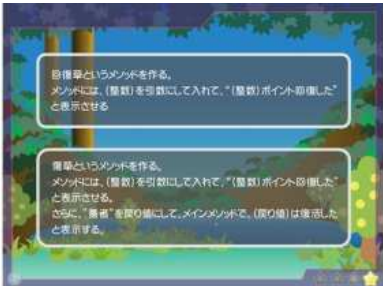 回復草というメソッドを作る。
メソッドには、(整数)を引数にして入れて、“(整数)ポイント回復した”
と表示させる
薬草というメソッドを作る。
メソッドには、(整数)を引数にして入れて、“(整数)ポイント回復した”
と表示させる。
さらに、“勇者”を戻り値にして、メインメソッドで、(戻り値)は復活した
と表示する。